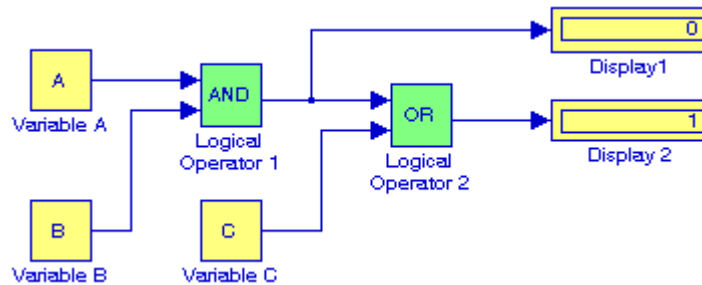 A
Variable A
AND
Logical
Operator 1
0
Display1
OR
Logical
Operator 2
1
Display 2
B
Variable B
C
Variable C